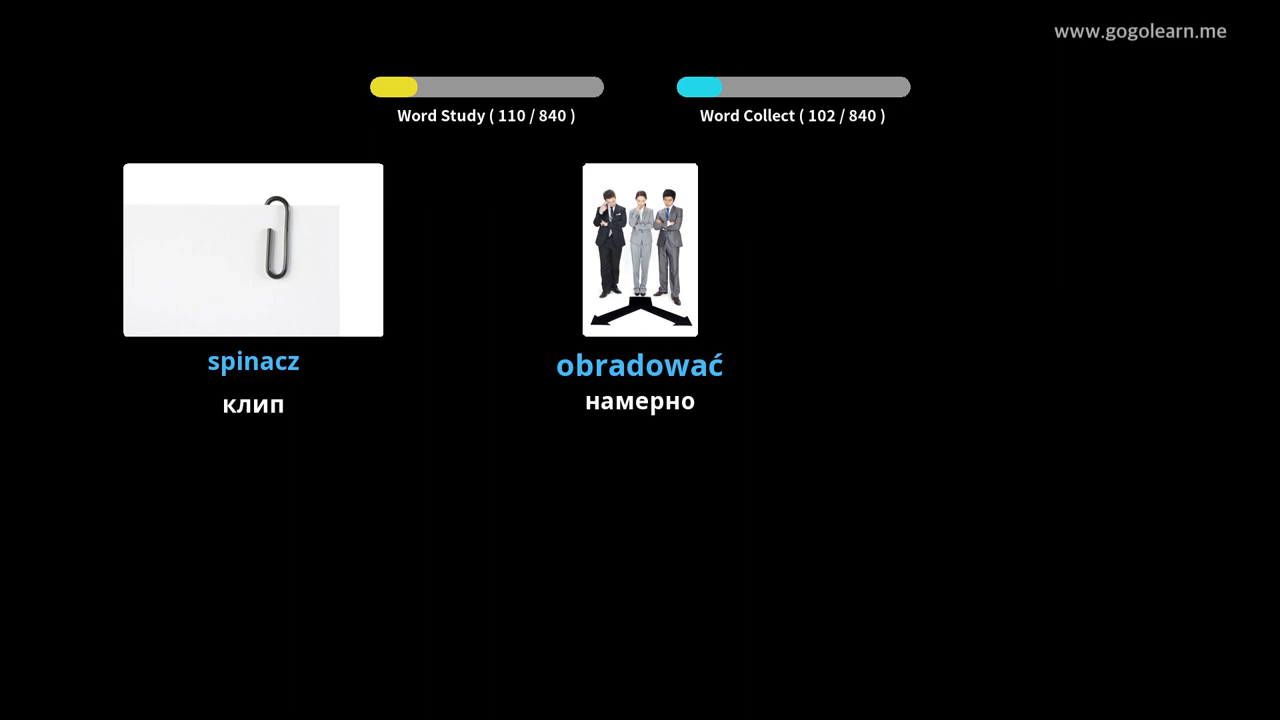 www.gogolearn.me
Word Study ( 110 / 840 )
Word Collect ( 102 / 840 )
spinacz
клип
obradować
намерно